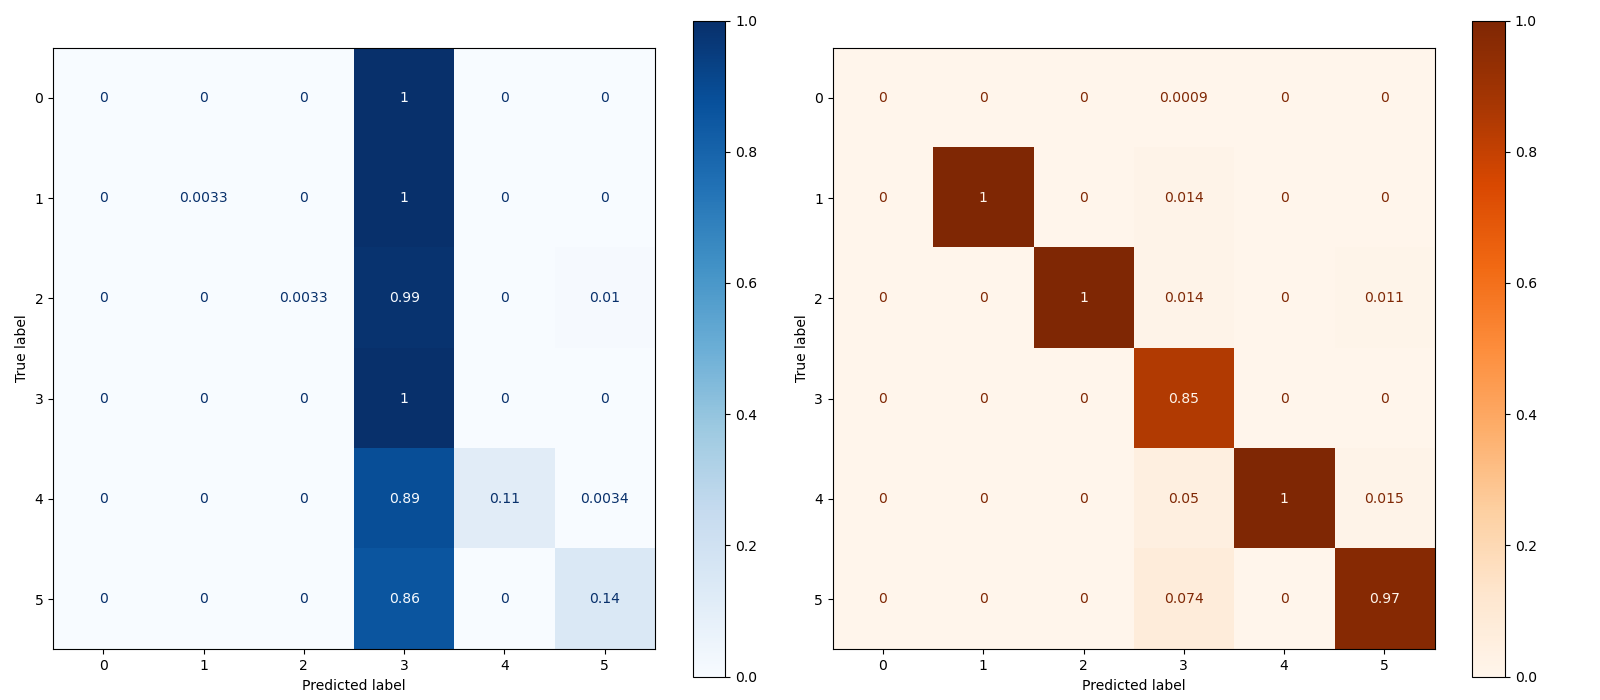 1.0
1.0
0 0 0 0 1 0 0
0 0 0 0 0.0009 0 0
0.8
0.8
1 0 0.0033 0 1 0 0
1 0 1 0 0.014 0 0
0.6
0.6
2 0 0 0.0033 0.99 0 0.01
2 0 0 1 0.014 0 0.011
True label
True label
3 0 0 0 1 0 0
3 0 0 0 0.85 0 0
0.4
0.4
4 0 0 0 0.89 0.11 0.0034
4 0 0 0 0.05 1 0.015
0.2
0.2
5 0 0 0 0.86 0 0.14
5 0 0 0 0.074 0 0.97
0.0
0.0
0 1 2 3 4 5
0 1 2 3 4 5
Predicted label
Predicted label